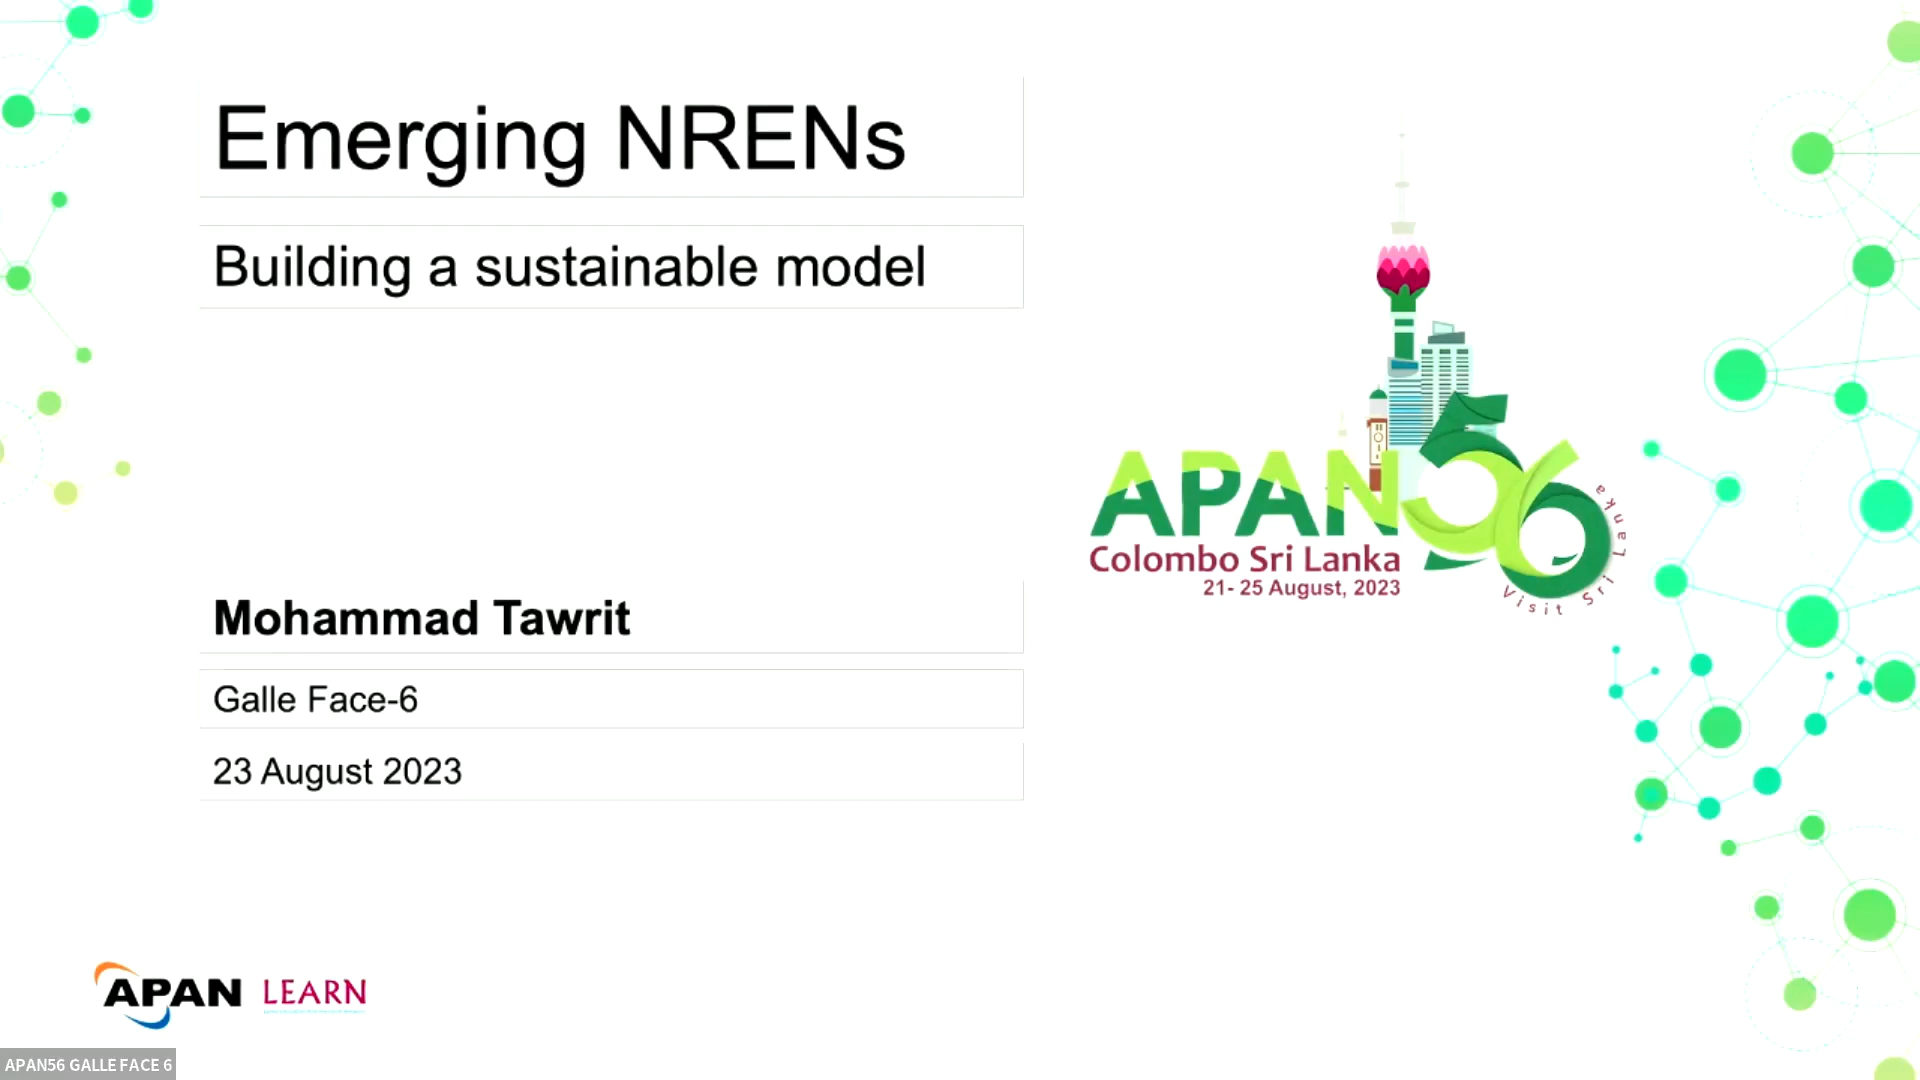 Emerging NRENs
Building a sustainable model
APAN56
Colombo Sri Lanka
21- 25 August, 2023
Visit Sri Lanka
Mohammad Tawrit
Galle Face-6
23 August 2023
APAN LEARN
APAN56 GALLE FACE 6